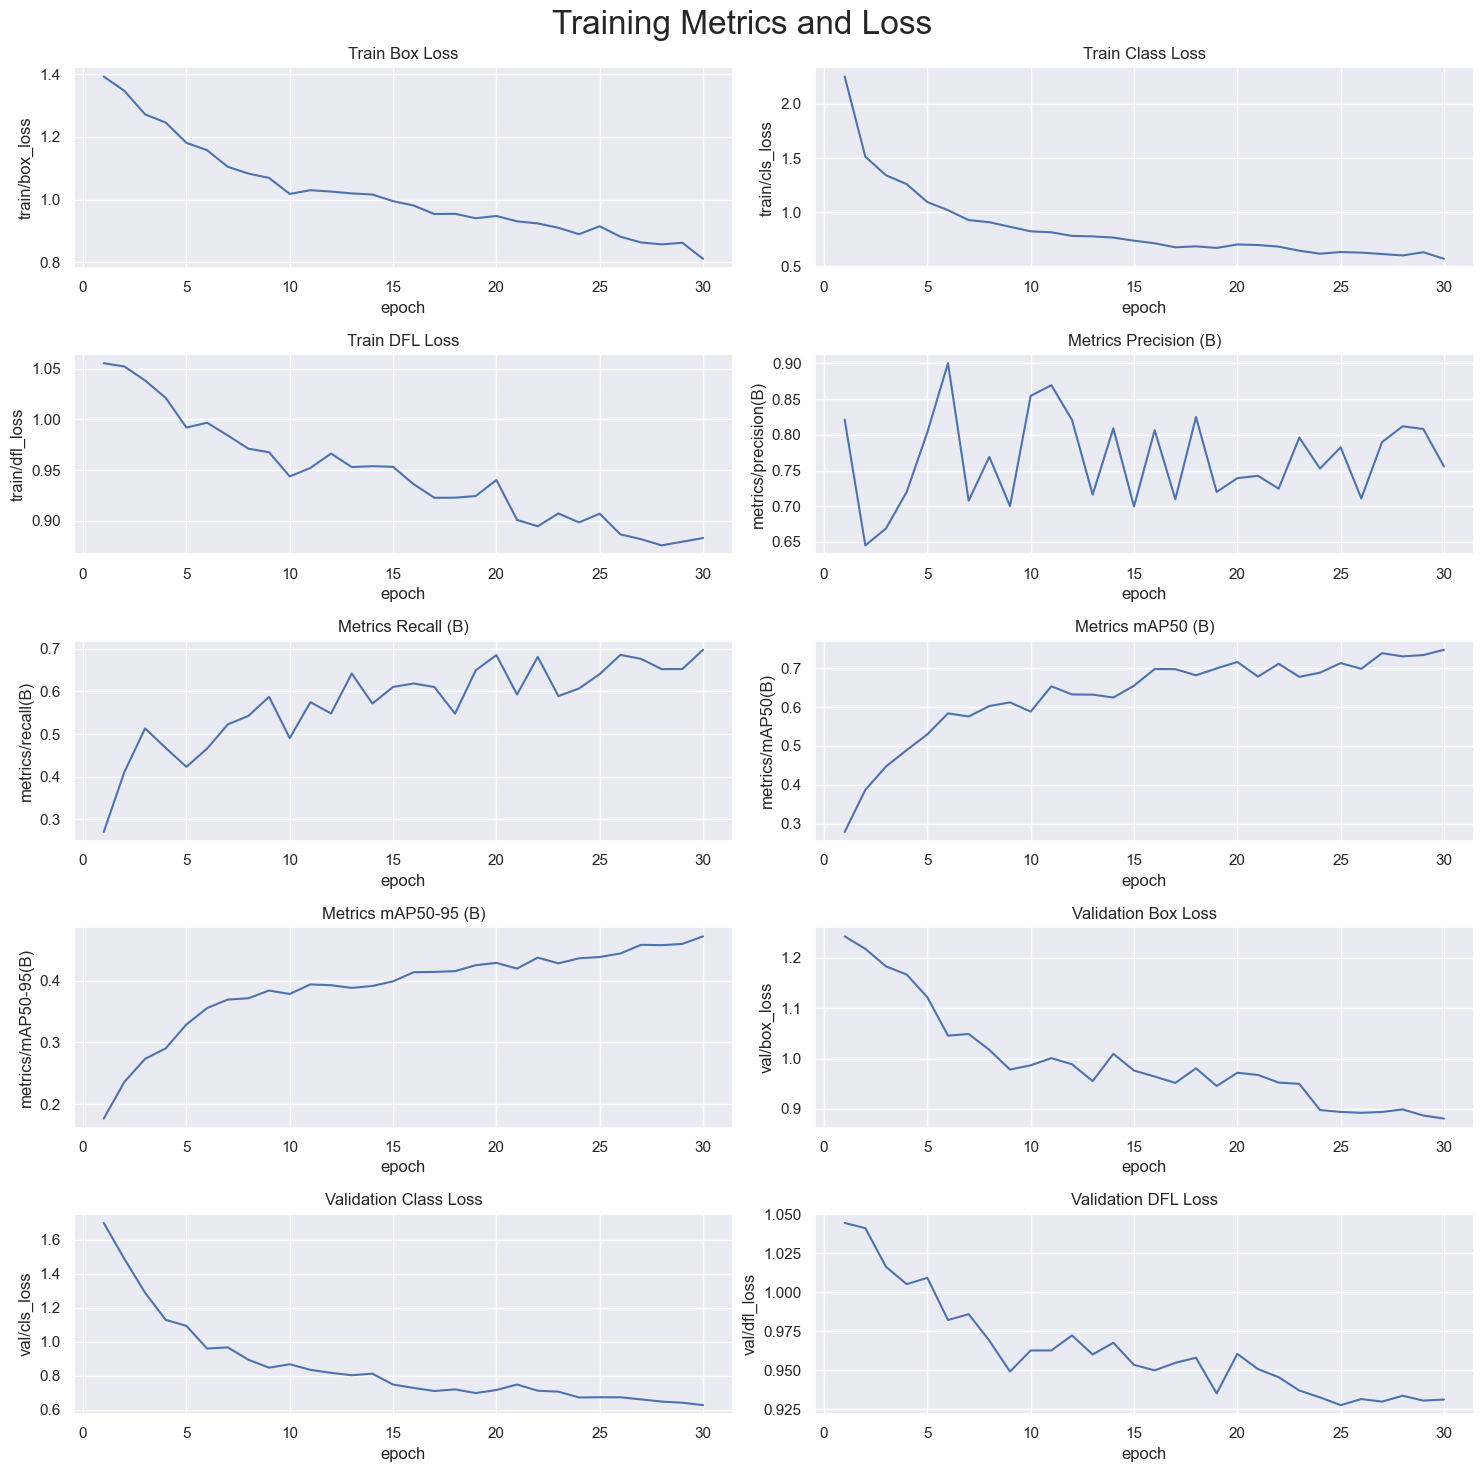 Training Metrics and Loss
Train Box Loss
train/box_loss
1.4
1.2
1.0
0.8
0 5 10 15 20 25 30
epoch
Train Class Loss
train/cls_loss
2.0
1.5
1.0
0.5
0 5 10 15 20 25 30
epoch
Train DFL Loss
train/dfl_loss
1.05
1.00
0.95
0.90
0 5 10 15 20 25 30
epoch
Metrics Precision (B)
metrics/precision(B)
0.90
0.85
0.80
0.75
0.70
0.65
0 5 10 15 20 25 30
epoch
Metrics Recall (B)
metrics/recall(B)
0.7
0.6
0.5
0.4
0.3
0 5 10 15 20 25 30
epoch
Metrics mAP50 (B)
metrics/mAP50(B)
0.7
0.6
0.5
0.4
0.3
0 5 10 15 20 25 30
epoch
Metrics mAP50-95 (B)
metrics/mAP50-95(B)
0.4
0.3
0.2
0 5 10 15 20 25 30
epoch
Validation Box Loss
val/box_loss
1.2
1.1
1.0
0.9
0 5 10 15 20 25 30
epoch
Validation Class Loss
val/cls_loss
1.6
1.4
1.2
1.0
0.8
0.6
0 5 10 15 20 25 30
epoch
Validation DFL Loss
val/dfl_loss
1.050
1.025
1.000
0.975
0.950
0.925
0 5 10 15 20 25 30
epoch